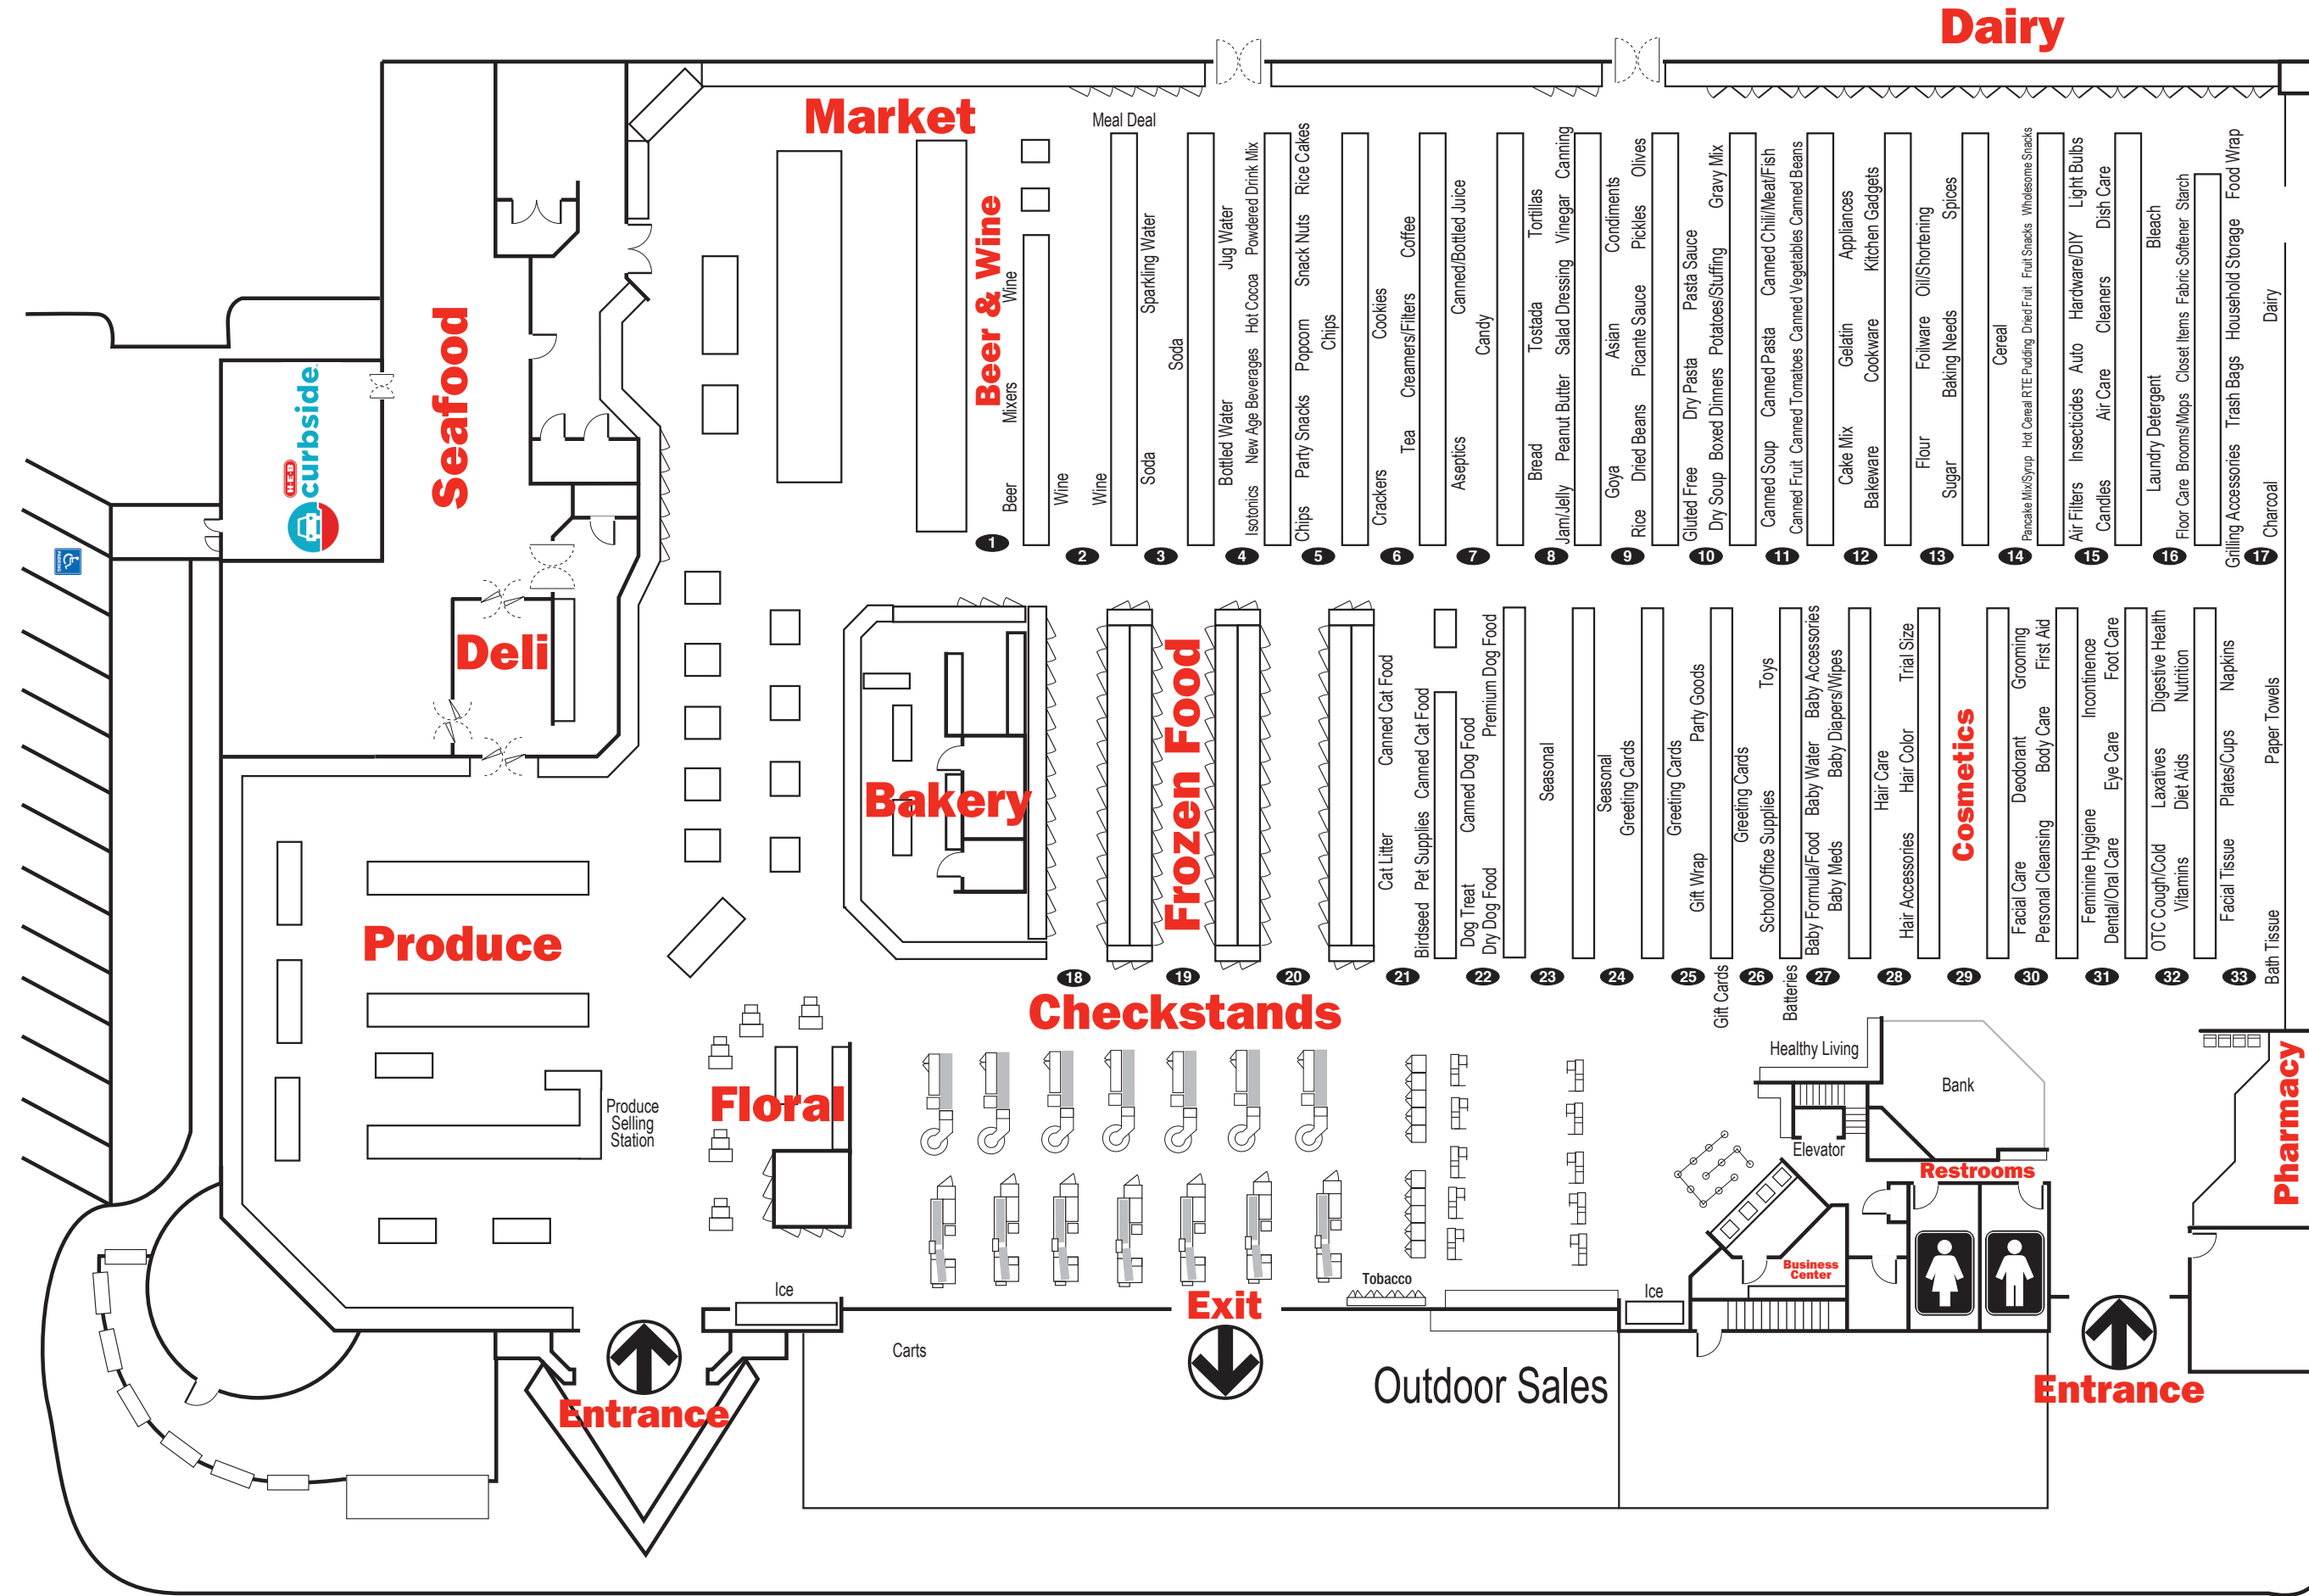 Dairy
Market
Meal Deal
Beer & Wine
Seafood
H-E-B
curbside
PARKING
Deli
Bakery
Frozen Food
Produce
Produce
Selling
Station
Floral
Checkstands
Cosmetics
Pharmacy
Beer
Mixers
Wine
1
Wine
Wine
2
Soda
Sparkling Water
Soda
3
Bottled Water
Jug Water
Isotonics
New Age Beverages
Hot Cocoa
Powdered Drink Mix
4
Chips
Party Snacks
Popcorn
Snack Nuts
Rice Cakes
Chips
5
Crackers
Cookies
Tea
Creamers/Filters
Coffee
6
Aseptics
Canned/Bottled Juice
Candy
7
Bread
Tostada
Tortillas
Jam/Jelly
Peanut Butter
Salad Dressing
Vinegar
Canning
8
Goya
Asian
Condiments
Rice
Dried Beans
Picante Sauce
Pickles
Olives
9
Gluted Free
Dry Pasta
Pasta Sauce
Dry Soup
Boxed Dinners
Potatoes/Stuffing
Gravy Mix
10
Canned Soup
Canned Pasta
Canned Chili/Meat/Fish
Canned Fruit
Canned Tomatoes
Canned Vegetables
Canned Beans
11
Cake Mix
Gelatin
Appliances
Bakeware
Cookware
Kitchen Gadgets
12
Flour
Foilware
Oil/Shortening
Sugar
Baking Needs
Spices
13
Cereal
Pancake Mix/Syrup
Hot Cereal
RTE Pudding
Dried Fruit
Fruit Snacks
Wholesome Snacks
14
Air Filters
Insecticides
Auto
Hardware/DIY
Light Bulbs
Candles
Air Care
Cleaners
Dish Care
15
Laundry Detergent
Bleach
Floor Care
Brooms/Mops
Closet Items
Fabric Softener
Starch
16
Grilling Accessories
Trash Bags
Household Storage
Food Wrap
Charcoal
Dairy
17
18
19
20
Cat Litter
Canned Cat Food
Birdseed
Pet Supplies
Canned Cat Food
21
Dog Treat
Canned Dog Food
Dry Dog Food
Premium Dog Food
22
Seasonal
23
Seasonal
Greeting Cards
24
Greeting Cards
Gift Wrap
Party Goods
25
Gift Cards
Greeting Cards
School/Office Supplies
Toys
26
Batteries
Baby Formula/Food
Baby Water
Baby Accessories
Baby Meds
Baby Diapers/Wipes
27
Hair Care
Hair Accessories
Hair Color
Trial Size
28
29
Facial Care
Deodorant
Grooming
Personal Cleansing
Body Care
First Aid
30
Feminine Hygiene
Incontinence
Dental/Oral Care
Eye Care
Foot Care
31
OTC Cough/Cold
Laxatives
Digestive Health
Vitamins
Diet Aids
Nutrition
32
Facial Tissue
Plates/Cups
Napkins
Bath Tissue
Paper Towels
33
Healthy Living
Bank
Elevator
Restrooms
Business
Center
Tobacco
Ice
Ice
Exit
Carts
Outdoor Sales
Entrance
Entrance